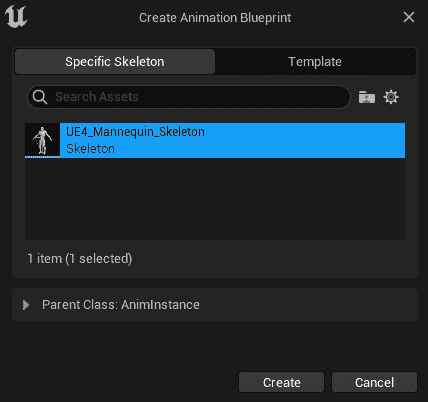 Create Animation Blueprint
Specific Skeleton
Template
Search Assets
UE4_Mannequin_Skeleton
Skeleton
1 item (1 selected)
Parent Class: AnimInstance
Create
Cancel